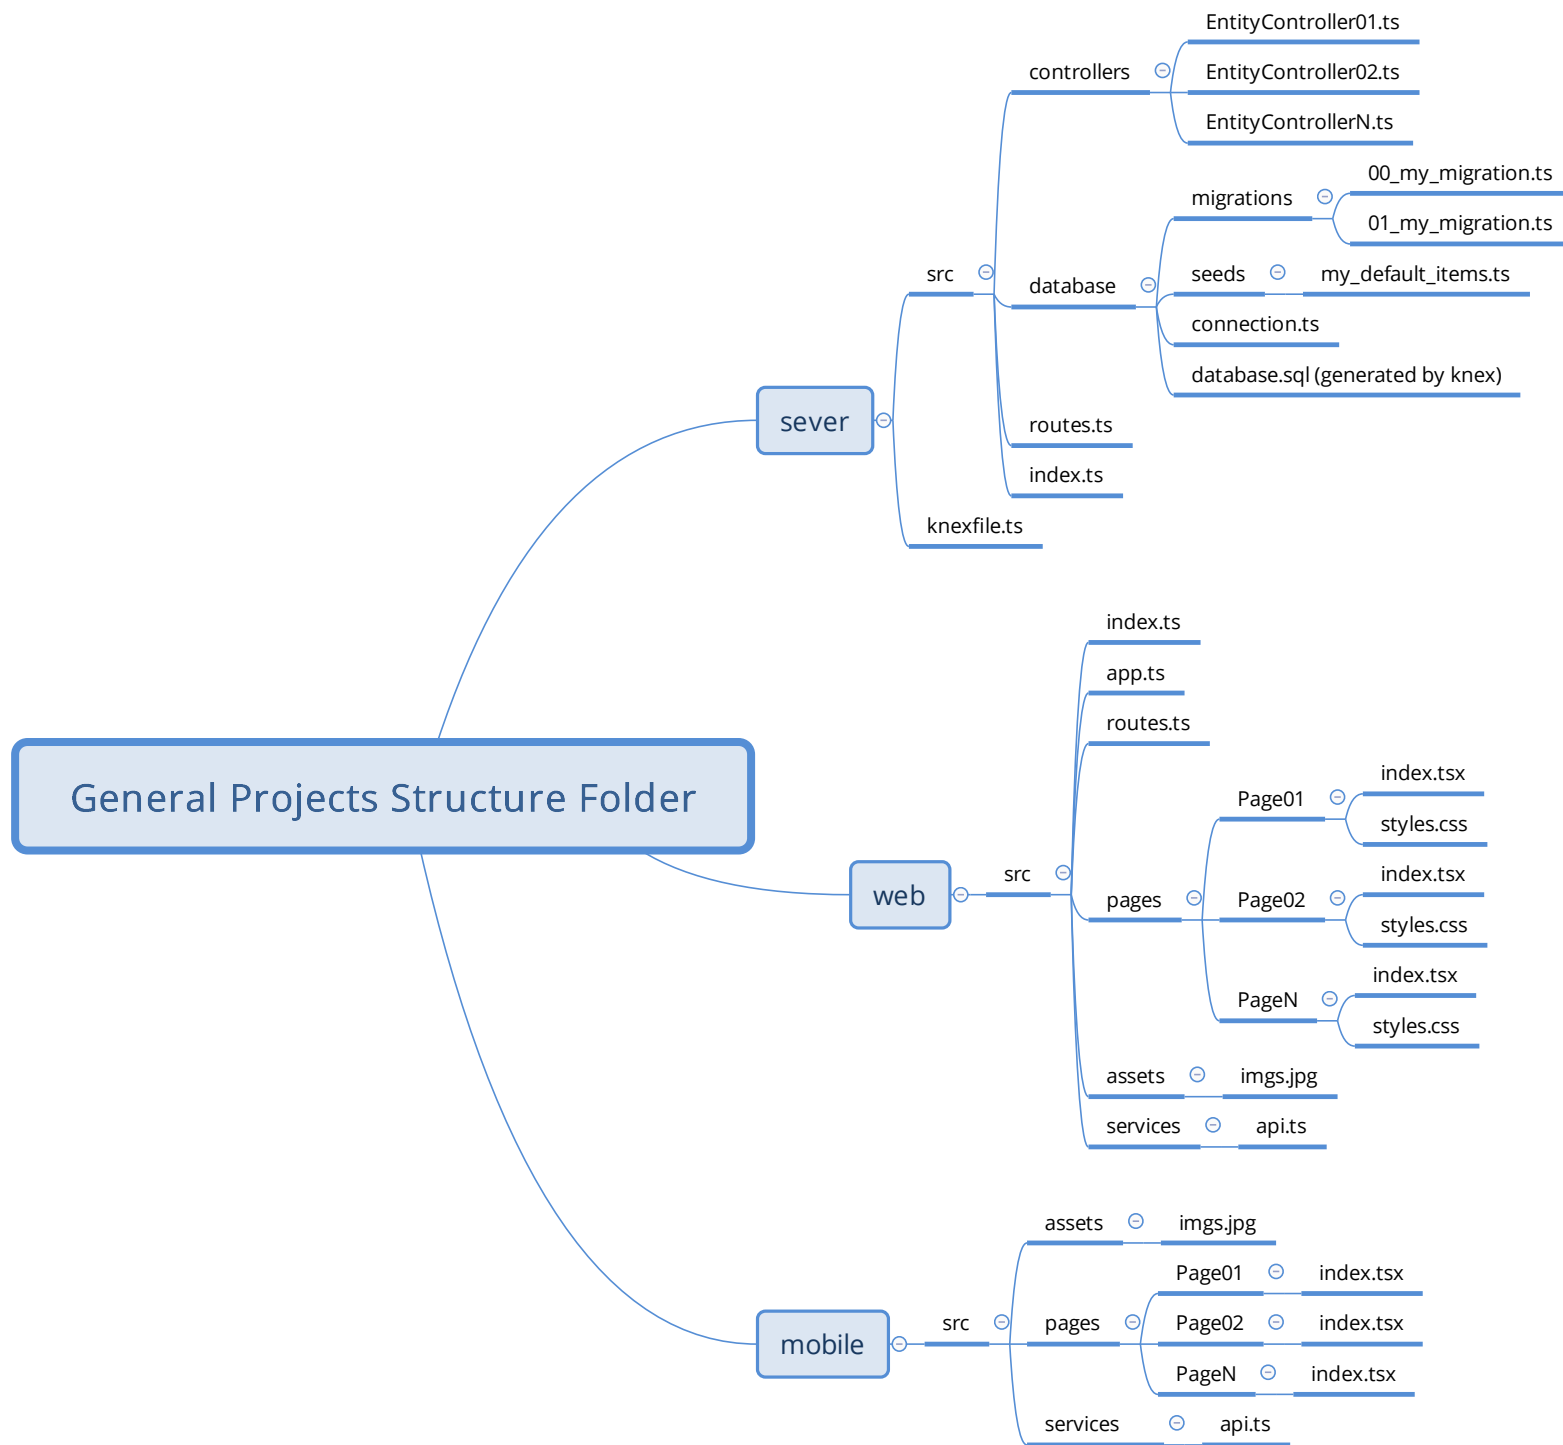 General Projects Structure Folder
sever
src
controllers
EntityController01.ts
EntityController02.ts
EntityControllerN.ts
database
migrations
00_my_migration.ts
01_my_migration.ts
seeds
my_default_items.ts
connection.ts
database.sql (generated by knex)
routes.ts
index.ts
knexfile.ts
web
src
index.ts
app.ts
routes.ts
pages
Page01
index.tsx
styles.css
Page02
index.tsx
styles.css
PageN
index.tsx
styles.css
assets
imgs.jpg
services
api.ts
mobile
src
assets
imgs.jpg
pages
Page01
index.tsx
Page02
index.tsx
PageN
index.tsx
services
api.ts